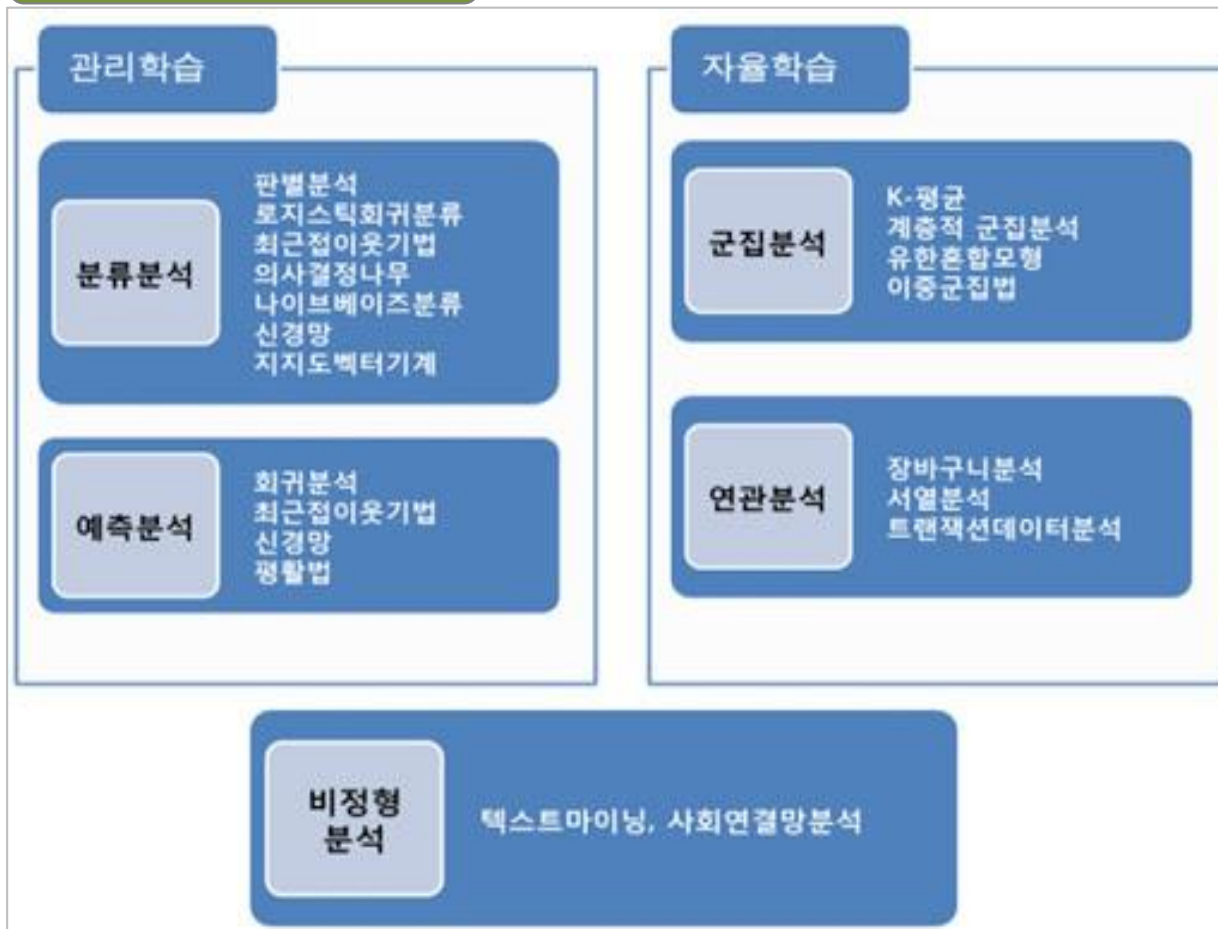 관리학습
분류분석
판별분석
로지스틱회귀분류
최근접이웃기법
의사결정나무
나이브베이즈분류
신경망
지지도벡터기계
예측분석
회귀분석
최근접이웃기법
신경망
평활법
자율학습
군집분석
K-평균
계층적 군집분석
유한혼합모형
이중군집법
연관분석
장바구니분석
서열분석
트랜잭션데이터분석
비정형
분석
텍스트마이닝, 사회연결망분석